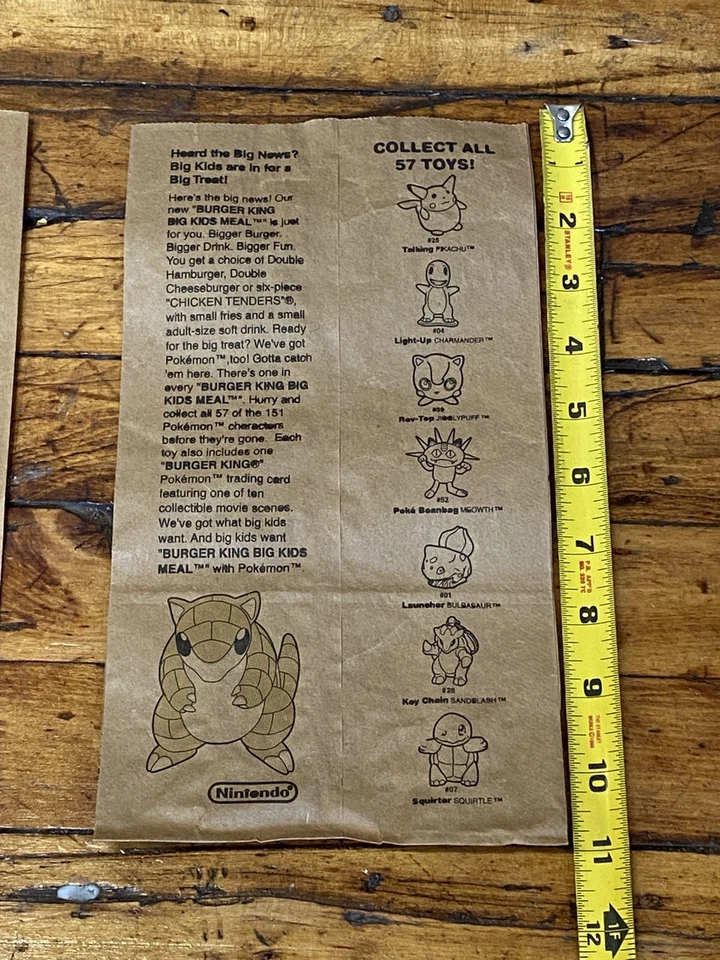 Heard the Big News?
Big Kids are in for a
Big Treat!
Here's the big news! Our
new "BURGER KING
BIG KIDS MEAL™" is just
for you. Bigger Burger.
Bigger Drink. Bigger Fun.
You get a choice of Double
Hamburger, Double
Cheeseburger or six-piece
"CHICKEN TENDERS"®,
with small fries and a small
adult-size soft drink. Ready
for the big treat? We've got
Pokémon™,too! Gotta catch
'em here. There's one in
every "BURGER KING BIG
KIDS MEAL™". Hurry and
collect all 57 of the 151
Pokémon™ characters
before they're gone. Each
toy also includes one
"BURGER KING®"
Pokémon™ trading card
featuring one of ten
collectible movie scenes.
We've got what big kids
want. And big kids want
"BURGER KING BIG KIDS
MEAL™" with Pokémon™.
Nintendo®
COLLECT ALL
57 TOYS!
#25
Talking PIKACHU™
#04
Light-Up CHARMANDER™
#39
Rev-Top JIGGLYPUFF™
#52
Poké Beanbag MEOWTH™
#01
Launcher BULBASAUR™
#28
Key Chain SANDSLASH™
#07
Squirter SQUIRTLE™
2
STANLEY®
3
4
5
6
7
8
9
10
11
1F
12